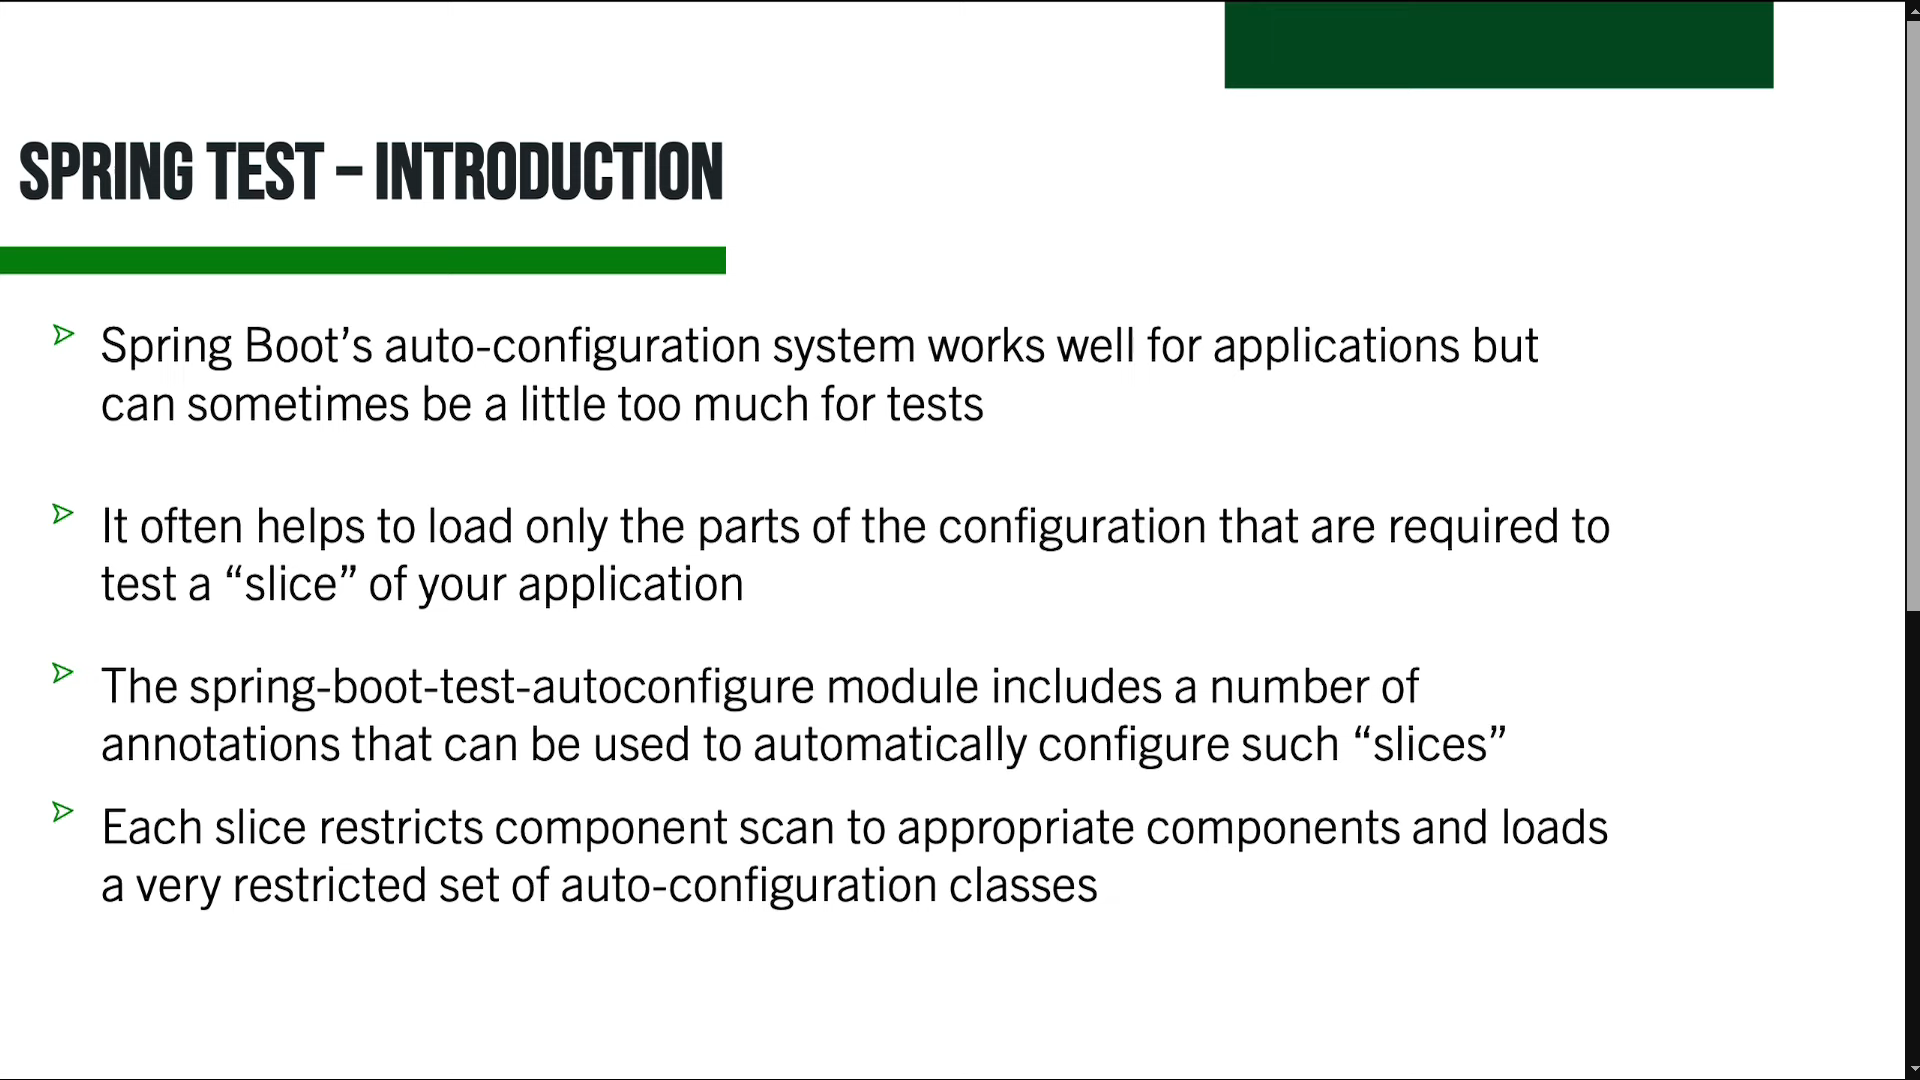 SPRING TEST – INTRODUCTION
Spring Boot’s auto-configuration system works well for applications but
can sometimes be a little too much for tests
It often helps to load only the parts of the configuration that are required to
test a “slice” of your application
The spring-boot-test-autoconfigure module includes a number of
annotations that can be used to automatically configure such “slices”
Each slice restricts component scan to appropriate components and loads
a very restricted set of auto-configuration classes